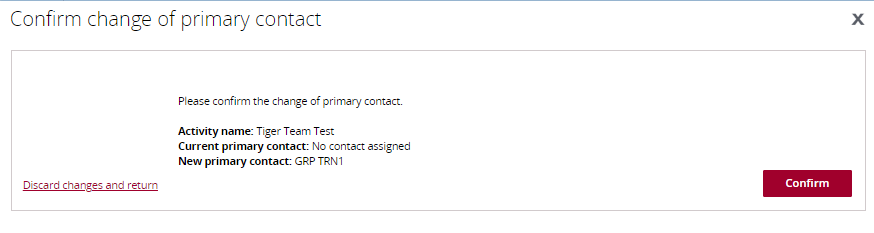 Confirm change of primary contact
X
Please confirm the change of primary contact.
Activity name: Tiger Team Test
Current primary contact: No contact assigned
New primary contact: GRP TRN1
Discard changes and return
Confirm